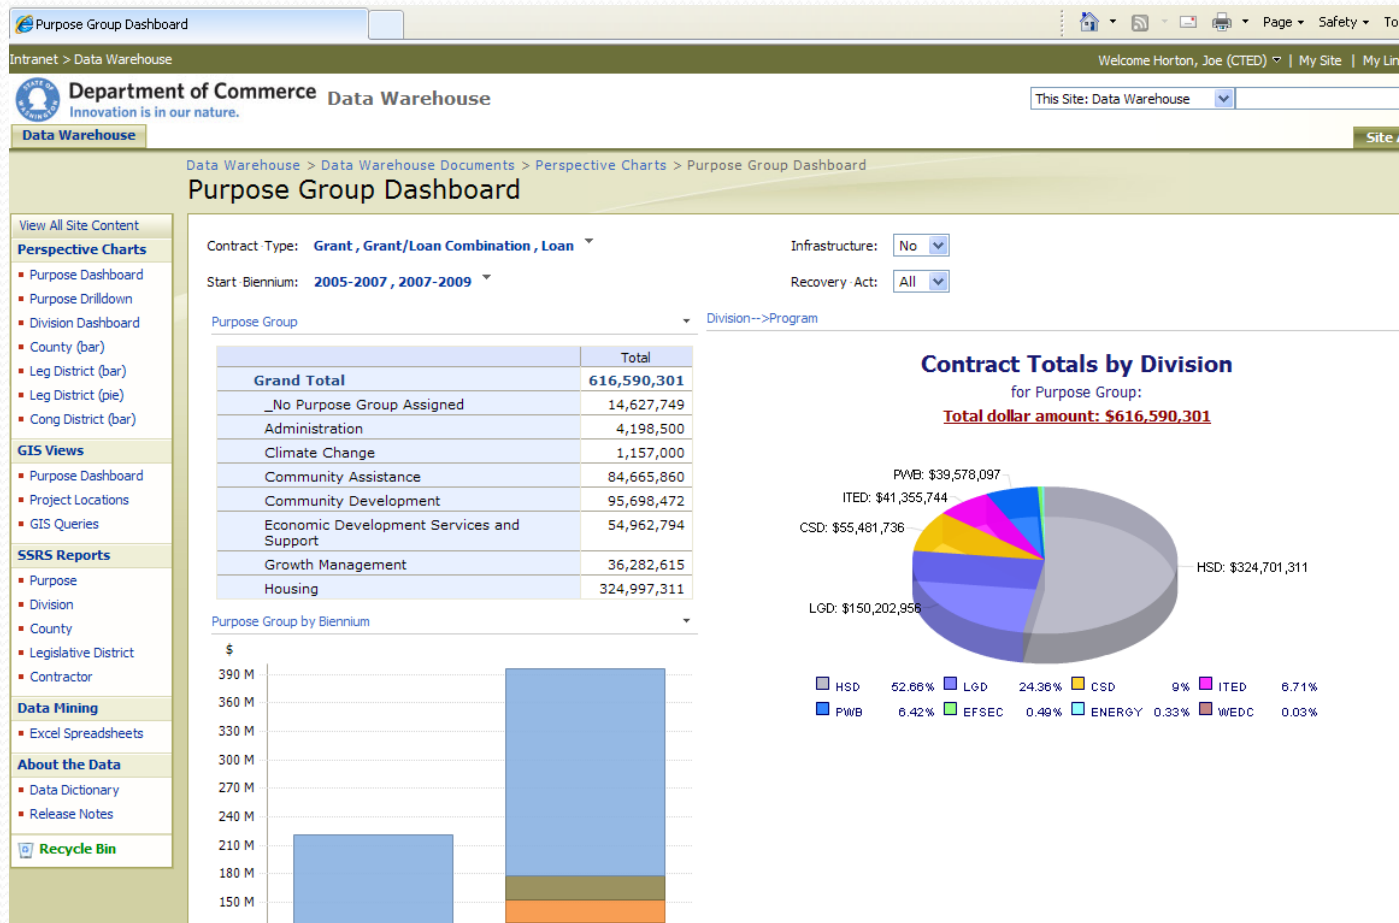 Purpose Group Dashboard
Page Safety To
Intranet > Data Warehouse
Welcome Horton, Joe (CTED) | My Site | My Lin
STATE OF WASHINGTON
Department of Commerce Data Warehouse
Innovation is in our nature.
This Site: Data Warehouse
Data Warehouse
Site A
Data Warehouse > Data Warehouse Documents > Perspective Charts > Purpose Group Dashboard
Purpose Group Dashboard
View All Site Content
Perspective Charts
Purpose Dashboard
Purpose Drilldown
Division Dashboard
County (bar)
Leg District (bar)
Leg District (pie)
Cong District (bar)
GIS Views
Purpose Dashboard
Project Locations
GIS Queries
SSRS Reports
Purpose
Division
County
Legislative District
Contractor
Data Mining
Excel Spreadsheets
About the Data
Data Dictionary
Release Notes
Recycle Bin
Contract Type: Grant , Grant/Loan Combination , Loan
Infrastructure: No
Start Biennium: 2005-2007 , 2007-2009
Recovery Act: All
Purpose Group
Total
Grand Total 616,590,301
_No Purpose Group Assigned 14,627,749
Administration 4,198,500
Climate Change 1,157,000
Community Assistance 84,665,860
Community Development 95,698,472
Economic Development Services and 54,962,794
Support
Growth Management 36,282,615
Housing 324,997,311
Purpose Group by Biennium
$
390 M
360 M
330 M
300 M
270 M
240 M
210 M
180 M
150 M
Division-->Program
Contract Totals by Division
for Purpose Group:
Total dollar amount: $616,590,301
PWB: $39,578,097
ITED: $41,355,744
CSD: $55,481,736
HSD: $324,701,311
LGD: $150,202,956
HSD 52.66% LGD 24.36% CSD 9% ITED 6.71%
PWB 6.42% EFSEC 0.49% ENERGY 0.33% WEDC 0.03%